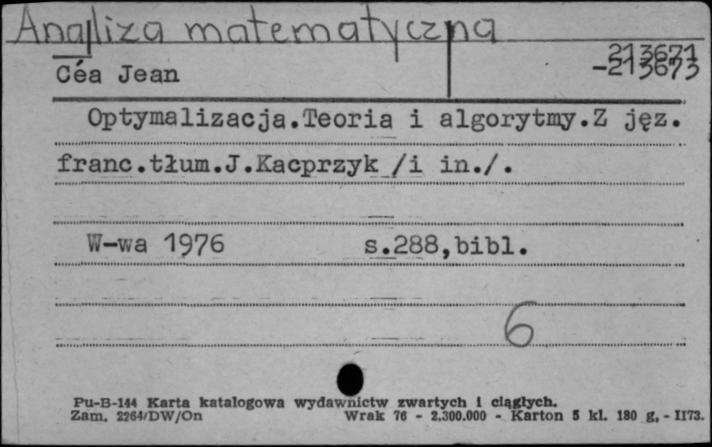 Analiza matematyczna
213671
Céa Jean
-213673
Optymalizacja.Teoria i algorytmy.Z jęz.
franc.tłum.J.Kacprzyk /i in./.
W-wa 1976 s.288,bibl.
6
Pu-B-144 Karta katalogowa wydawnictw zwartych i ciągłych.
Zam. 2264/DW/On Wrak 76 - 2.300.000 - Karton 5 kl. 180 g. - II73.